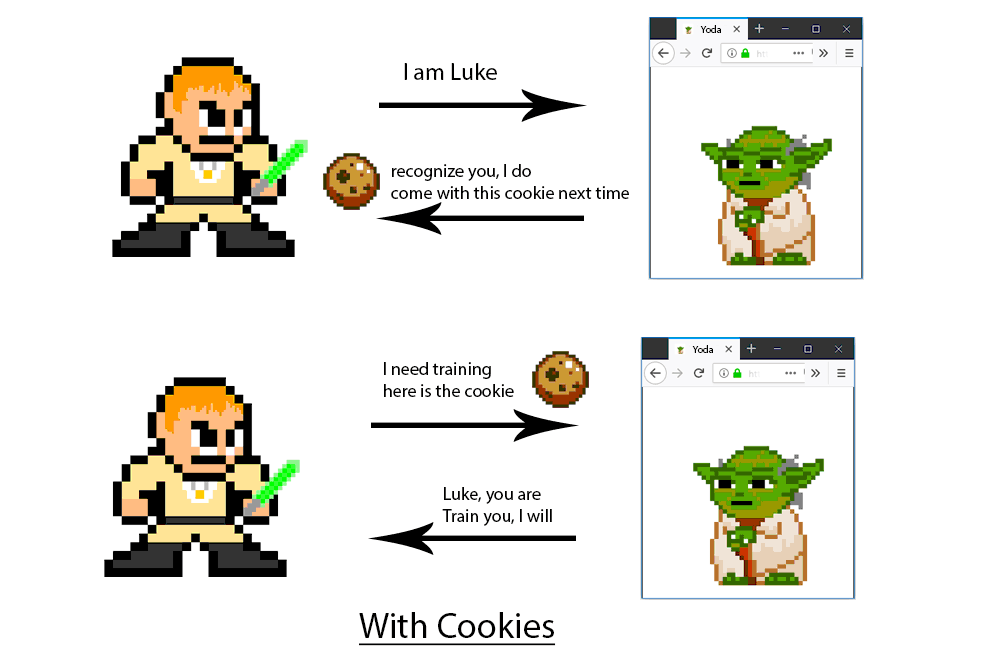 Yoda
I am Luke
recognize you, I do
come with this cookie next time
Yoda
I need training
here is the cookie
Luke, you are
Train you, I will
With Cookies